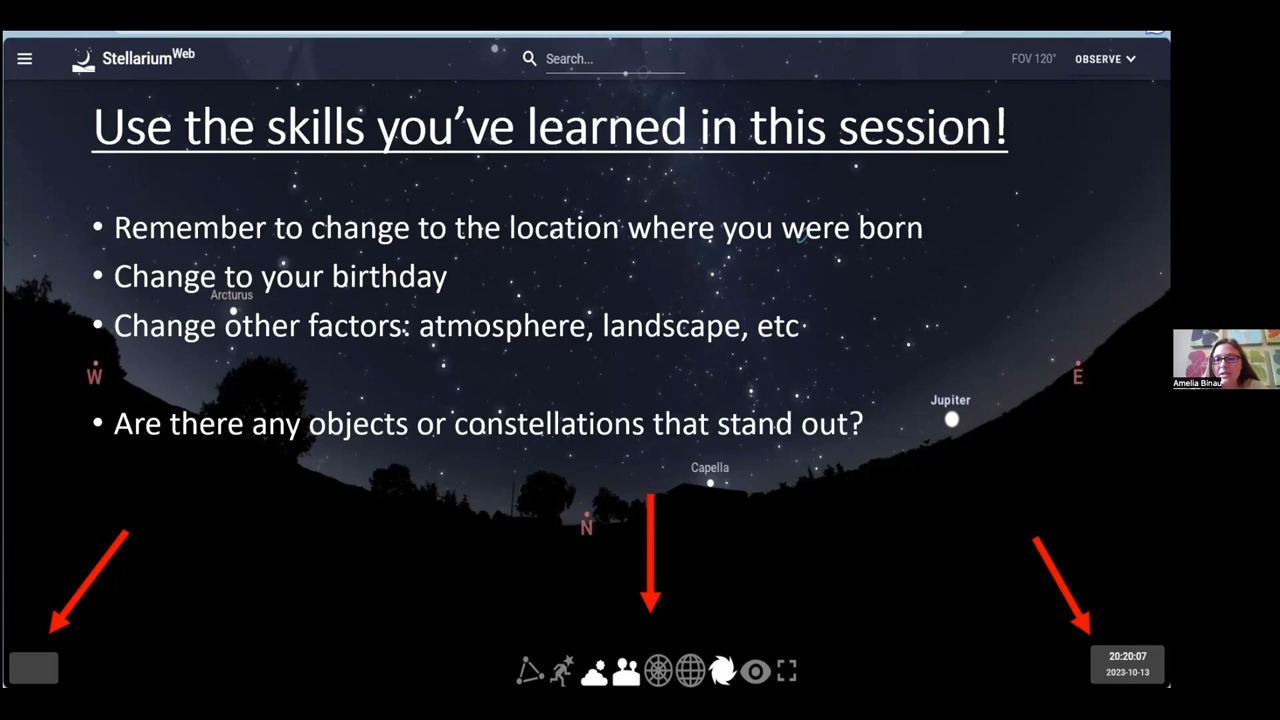 StellariumWeb
Search...
FOV 120°
OBSERVE
Use the skills you've learned in this session!
• Remember to change to the location where you were born
• Change to your birthday
Arcturus
• Change other factors: atmosphere, landscape, etc
W
E
Jupiter
• Are there any objects or constellations that stand out?
Capella
N
Amelia Binau
20:20:07
2023-10-13